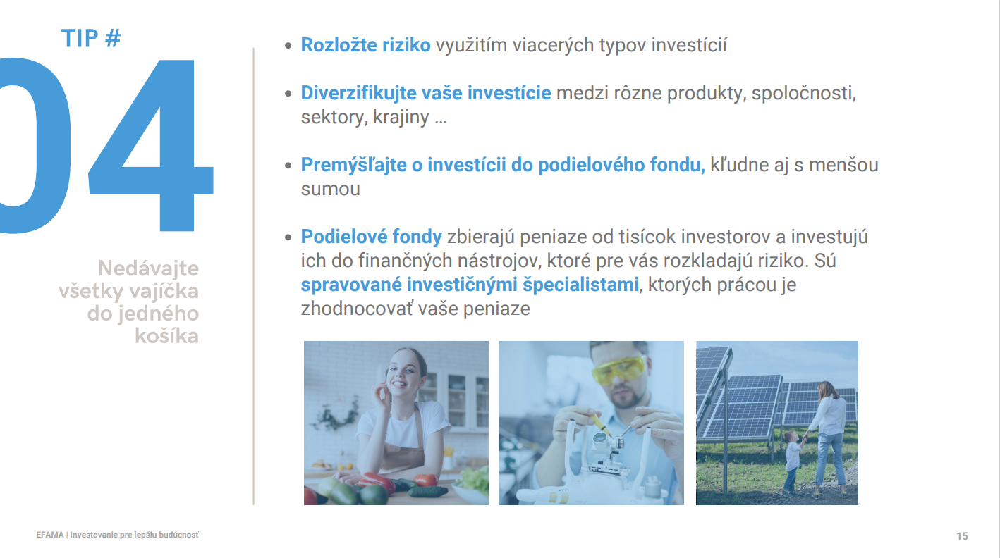 TIP #
04
Nedávajte
všetky vajíčka
do jedného
košíka
• Rozložte riziko využitím viacerých typov investícií
• Diverzifikujte vaše investície medzi rôzne produkty, spoločnosti,
sektory, krajiny …
• Premýšľajte o investícii do podielového fondu, kľudne aj s menšou
sumou
• Podielové fondy zbierajú peniaze od tisícok investorov a investujú
ich do finančných nástrojov, ktoré pre vás rozkladajú riziko. Sú
spravované investičnými špecialistami, ktorých prácou je
zhodnocovať vaše peniaze
EFAMA | Investovanie pre lepšiu budúcnosť
15